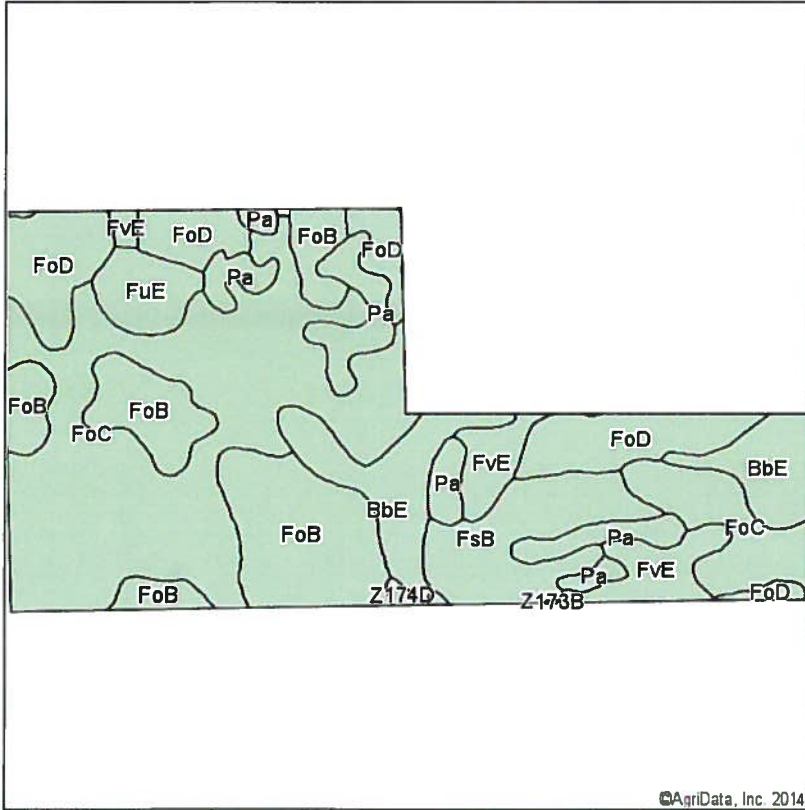 FvE
FoD
Pa
FoB
FoD
FoD
FuE
Pa
Pa
FoB
FoB
FoC
FoD
BbE
FvE
Pa
BbE
FoB
FsB
Pa
FoC
Pa
FvE
FoB
Z174D
Z173B
FoD
©AgriData, Inc. 2014